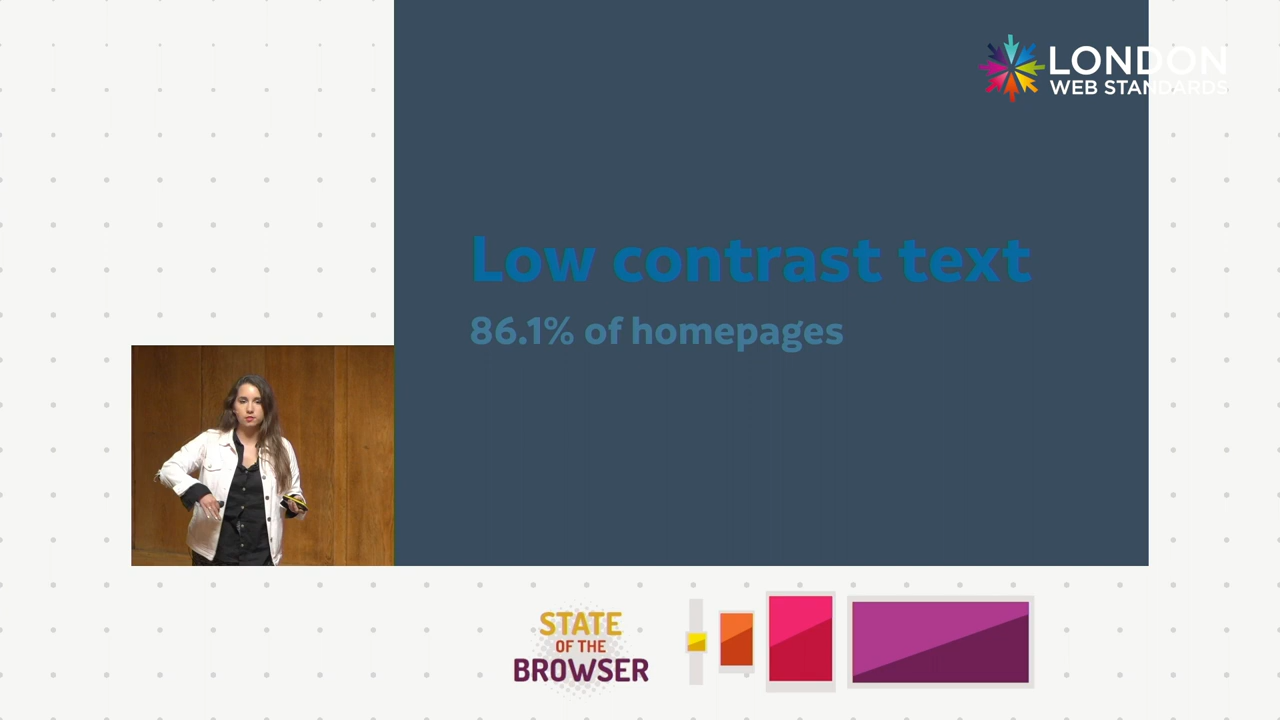 LONDON
WEB STANDARDS
Low contrast text
86.1% of homepages
STATE
OF THE
BROWSER